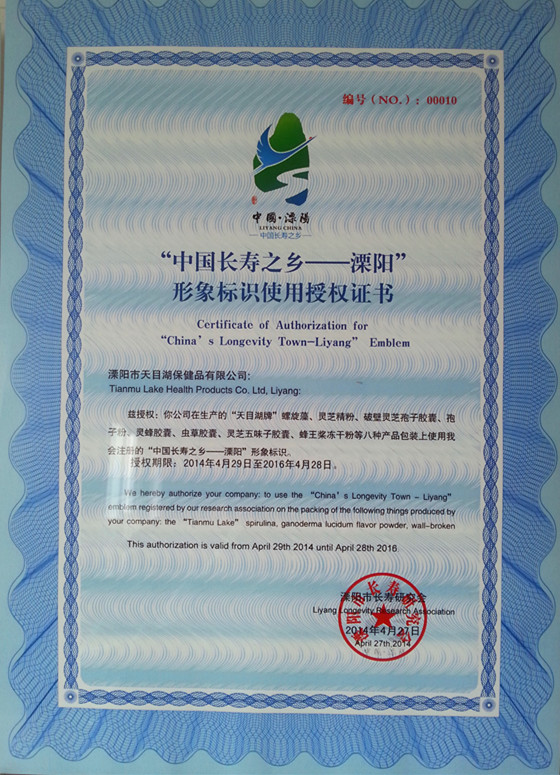 编号（NO.）：00010
中国·溧阳
LIYANG CHINA
中国长寿之乡
“中国长寿之乡——溧阳”
形象标识使用授权证书
Certificate of Authorization for
“China’s Longevity Town-Liyang” Emblem
溧阳市天目湖保健品有限公司:
Tianmu Lake Health Products Co. Ltd, Liyang:
兹授权：你公司在生产的“天目湖牌”螺旋藻、灵芝精粉、破壁灵芝孢子胶囊、孢
子粉、灵蜂胶囊、虫草胶囊、灵芝五味子胶囊、蜂王浆冻干粉等八种产品包装上使用我
会注册的“中国长寿之乡——溧阳”形象标识。
授权期限：2014年4月29日至2016年4月28日。
We hereby authorize your company: to use the “China’s Longevity Town - Liyang”
emblem registered by our research association on the packing of the following things produced by
your company: the “Tianmu Lake” spirulina, ganoderma lucidum flavor powder, wall-broken
This authorization is valid from April 29th 2014 until April 28th 2016.
溧阳市长寿研究会
Liyang Longevity Research Association
2014年4月27日
April 27th,2014
溧阳市长寿研究会
中国·溧阳